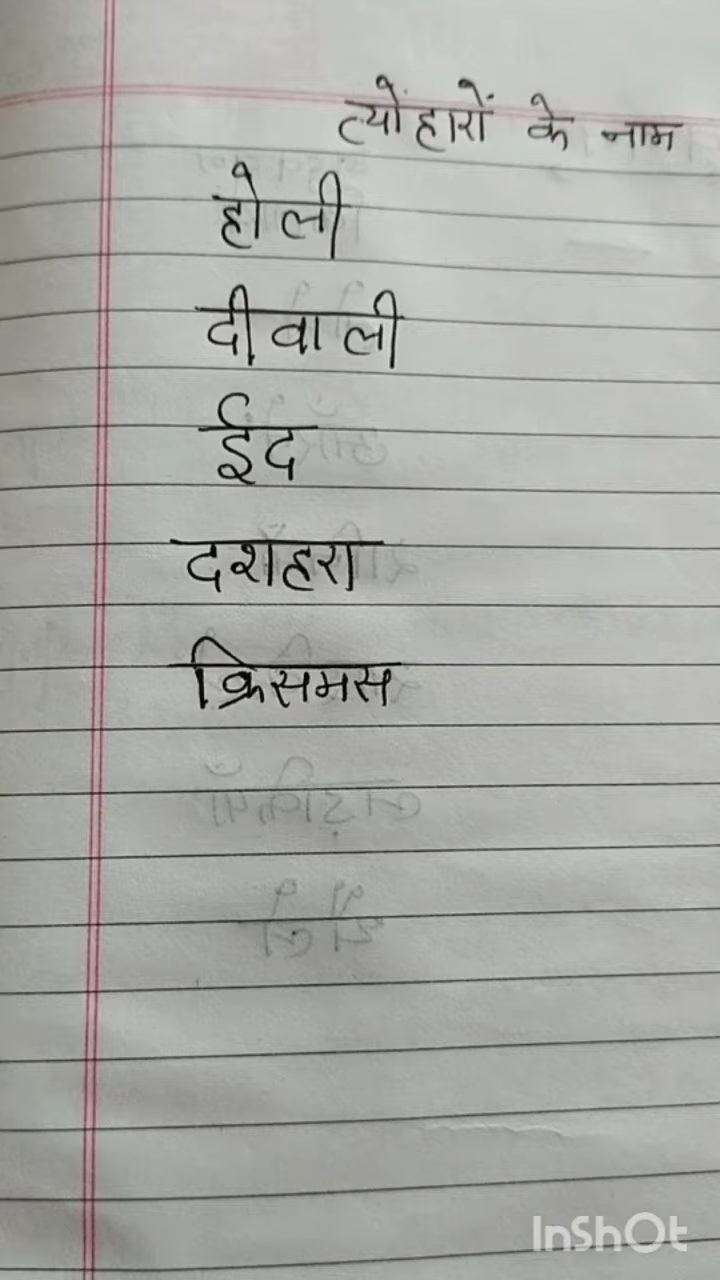 त्योंहारों के नाम
होली
दीवाली
ईद
दशहरा
क्रिसमस
InShOt